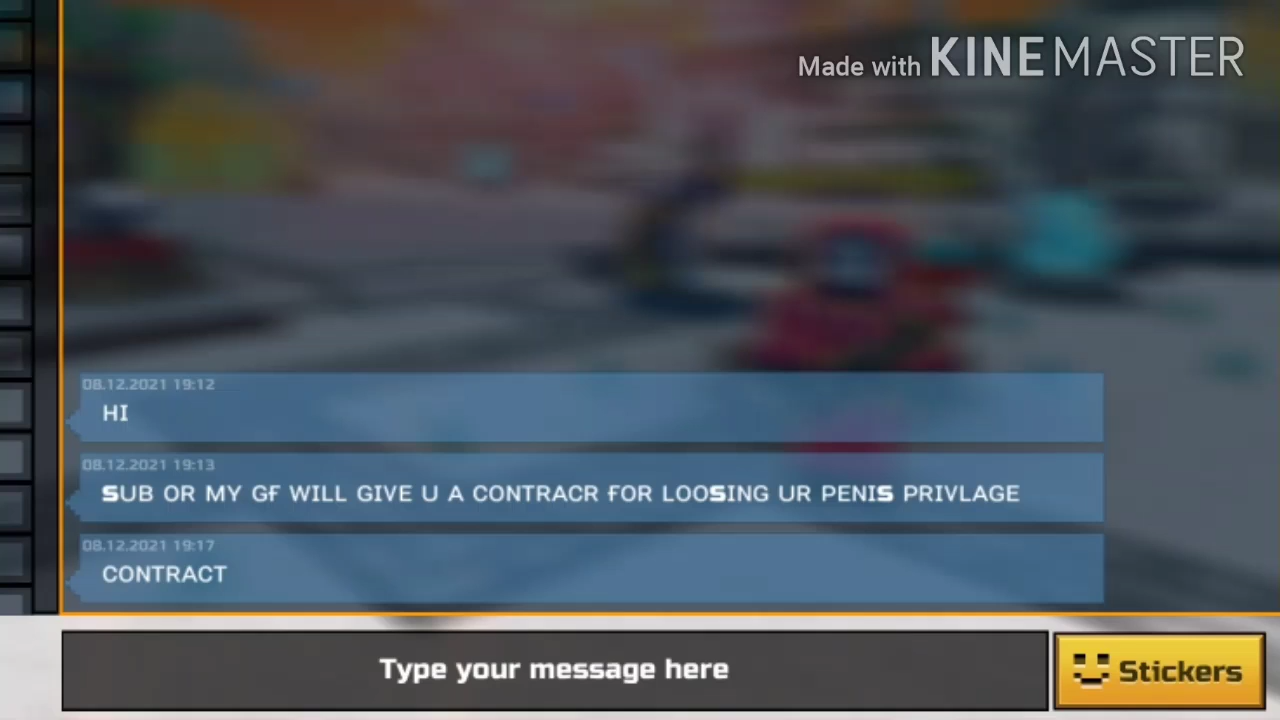 Made with KINEMASTER
08.12.2021 19:12
HI
08.12.2021 19:13
SUB OR MY GF WILL GIVE U A CONTRACR FOR LOOSING UR PENIS PRIVLAGE
08.12.2021 19:17
CONTRACT
Type your message here
Stickers